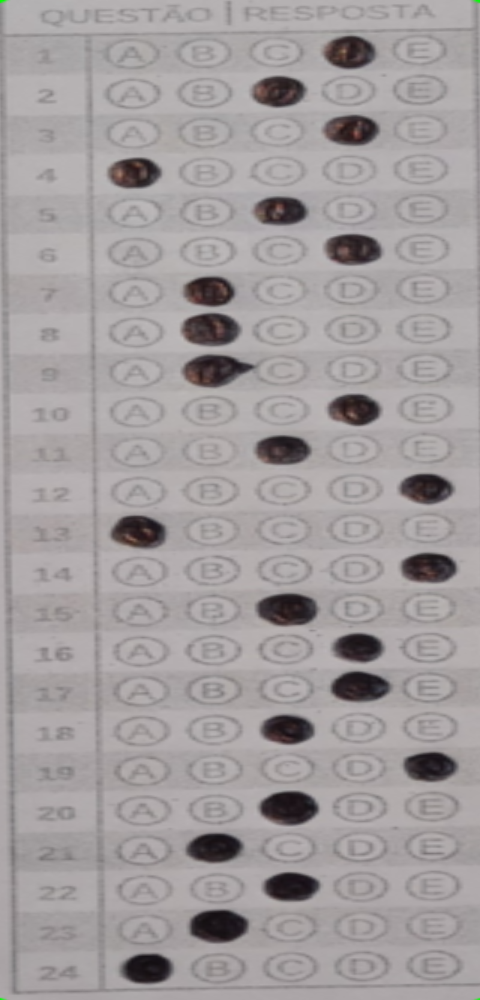 QUESTÃO | RESPOSTA
1 A B C E
2 A B D E
3 A B C E
4 B C D E
5 A B D E
6 A B C E
7 A C D E
8 A C D E
9 A C D E
10 A B C E
11 A B D E
12 A B C D
13 B C D E
14 A B C D
15 A B D E
16 A B C E
17 A B C E
18 A B D E
19 A B C D
20 A B D E
21 A C D E
22 A B D E
23 A C D E
24 B C D E